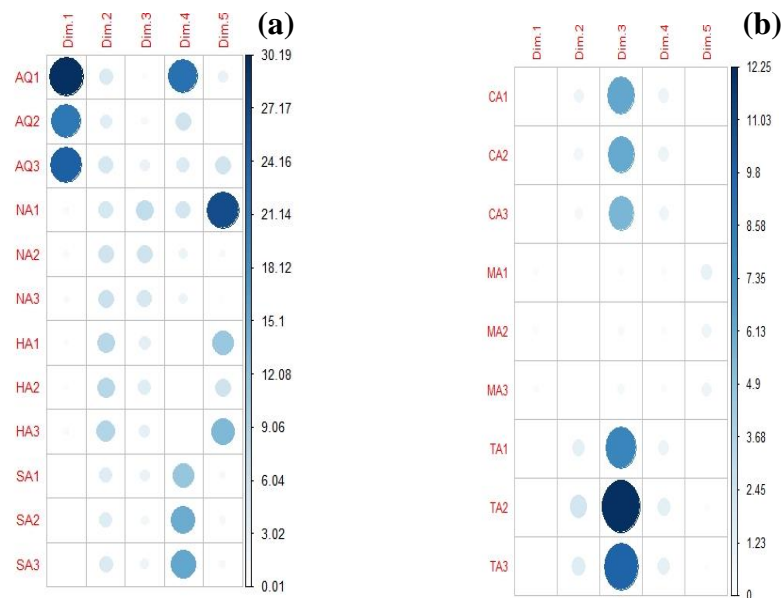 (a)
Dim.1 Dim.2 Dim.3 Dim.4 Dim.5
AQ1
AQ2
AQ3
NA1
NA2
NA3
HA1
HA2
HA3
SA1
SA2
SA3
30.19
27.17
24.16
21.14
18.12
15.1
12.08
9.06
6.04
3.02
0.01
(b)
Dim.1 Dim.2 Dim.3 Dim.4 Dim.5
CA1
CA2
CA3
MA1
MA2
MA3
TA1
TA2
TA3
12.25
11.03
9.8
8.58
7.35
6.13
4.9
3.68
2.45
1.23
0